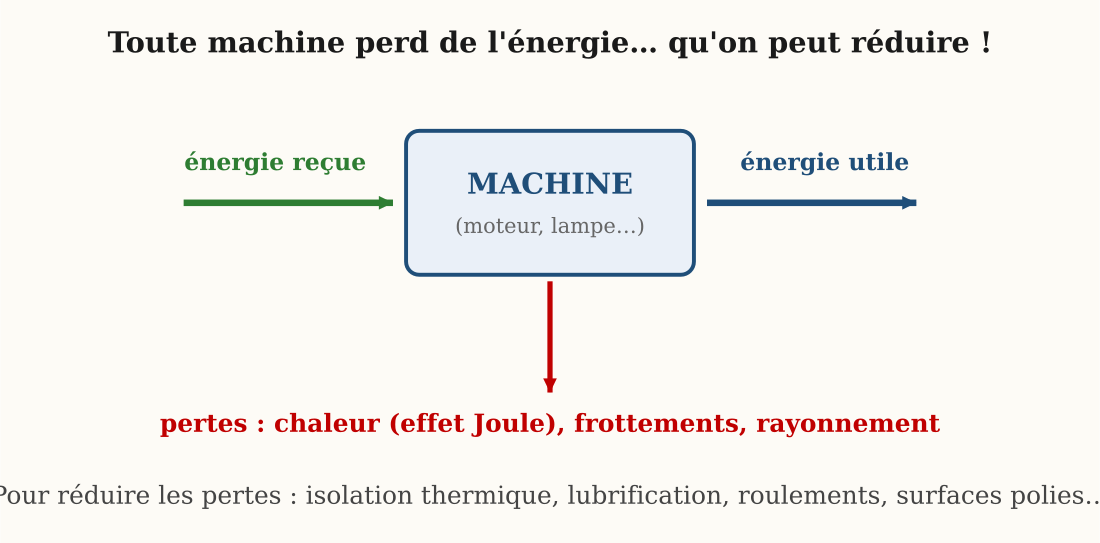 Toute machine perd de l'énergie… qu'on peut réduire !
énergie reçue
MACHINE
(moteur, lampe…)
énergie utile
pertes : chaleur (effet Joule), frottements, rayonnement
Pour réduire les pertes : isolation thermique, lubrification, roulements, surfaces polies..